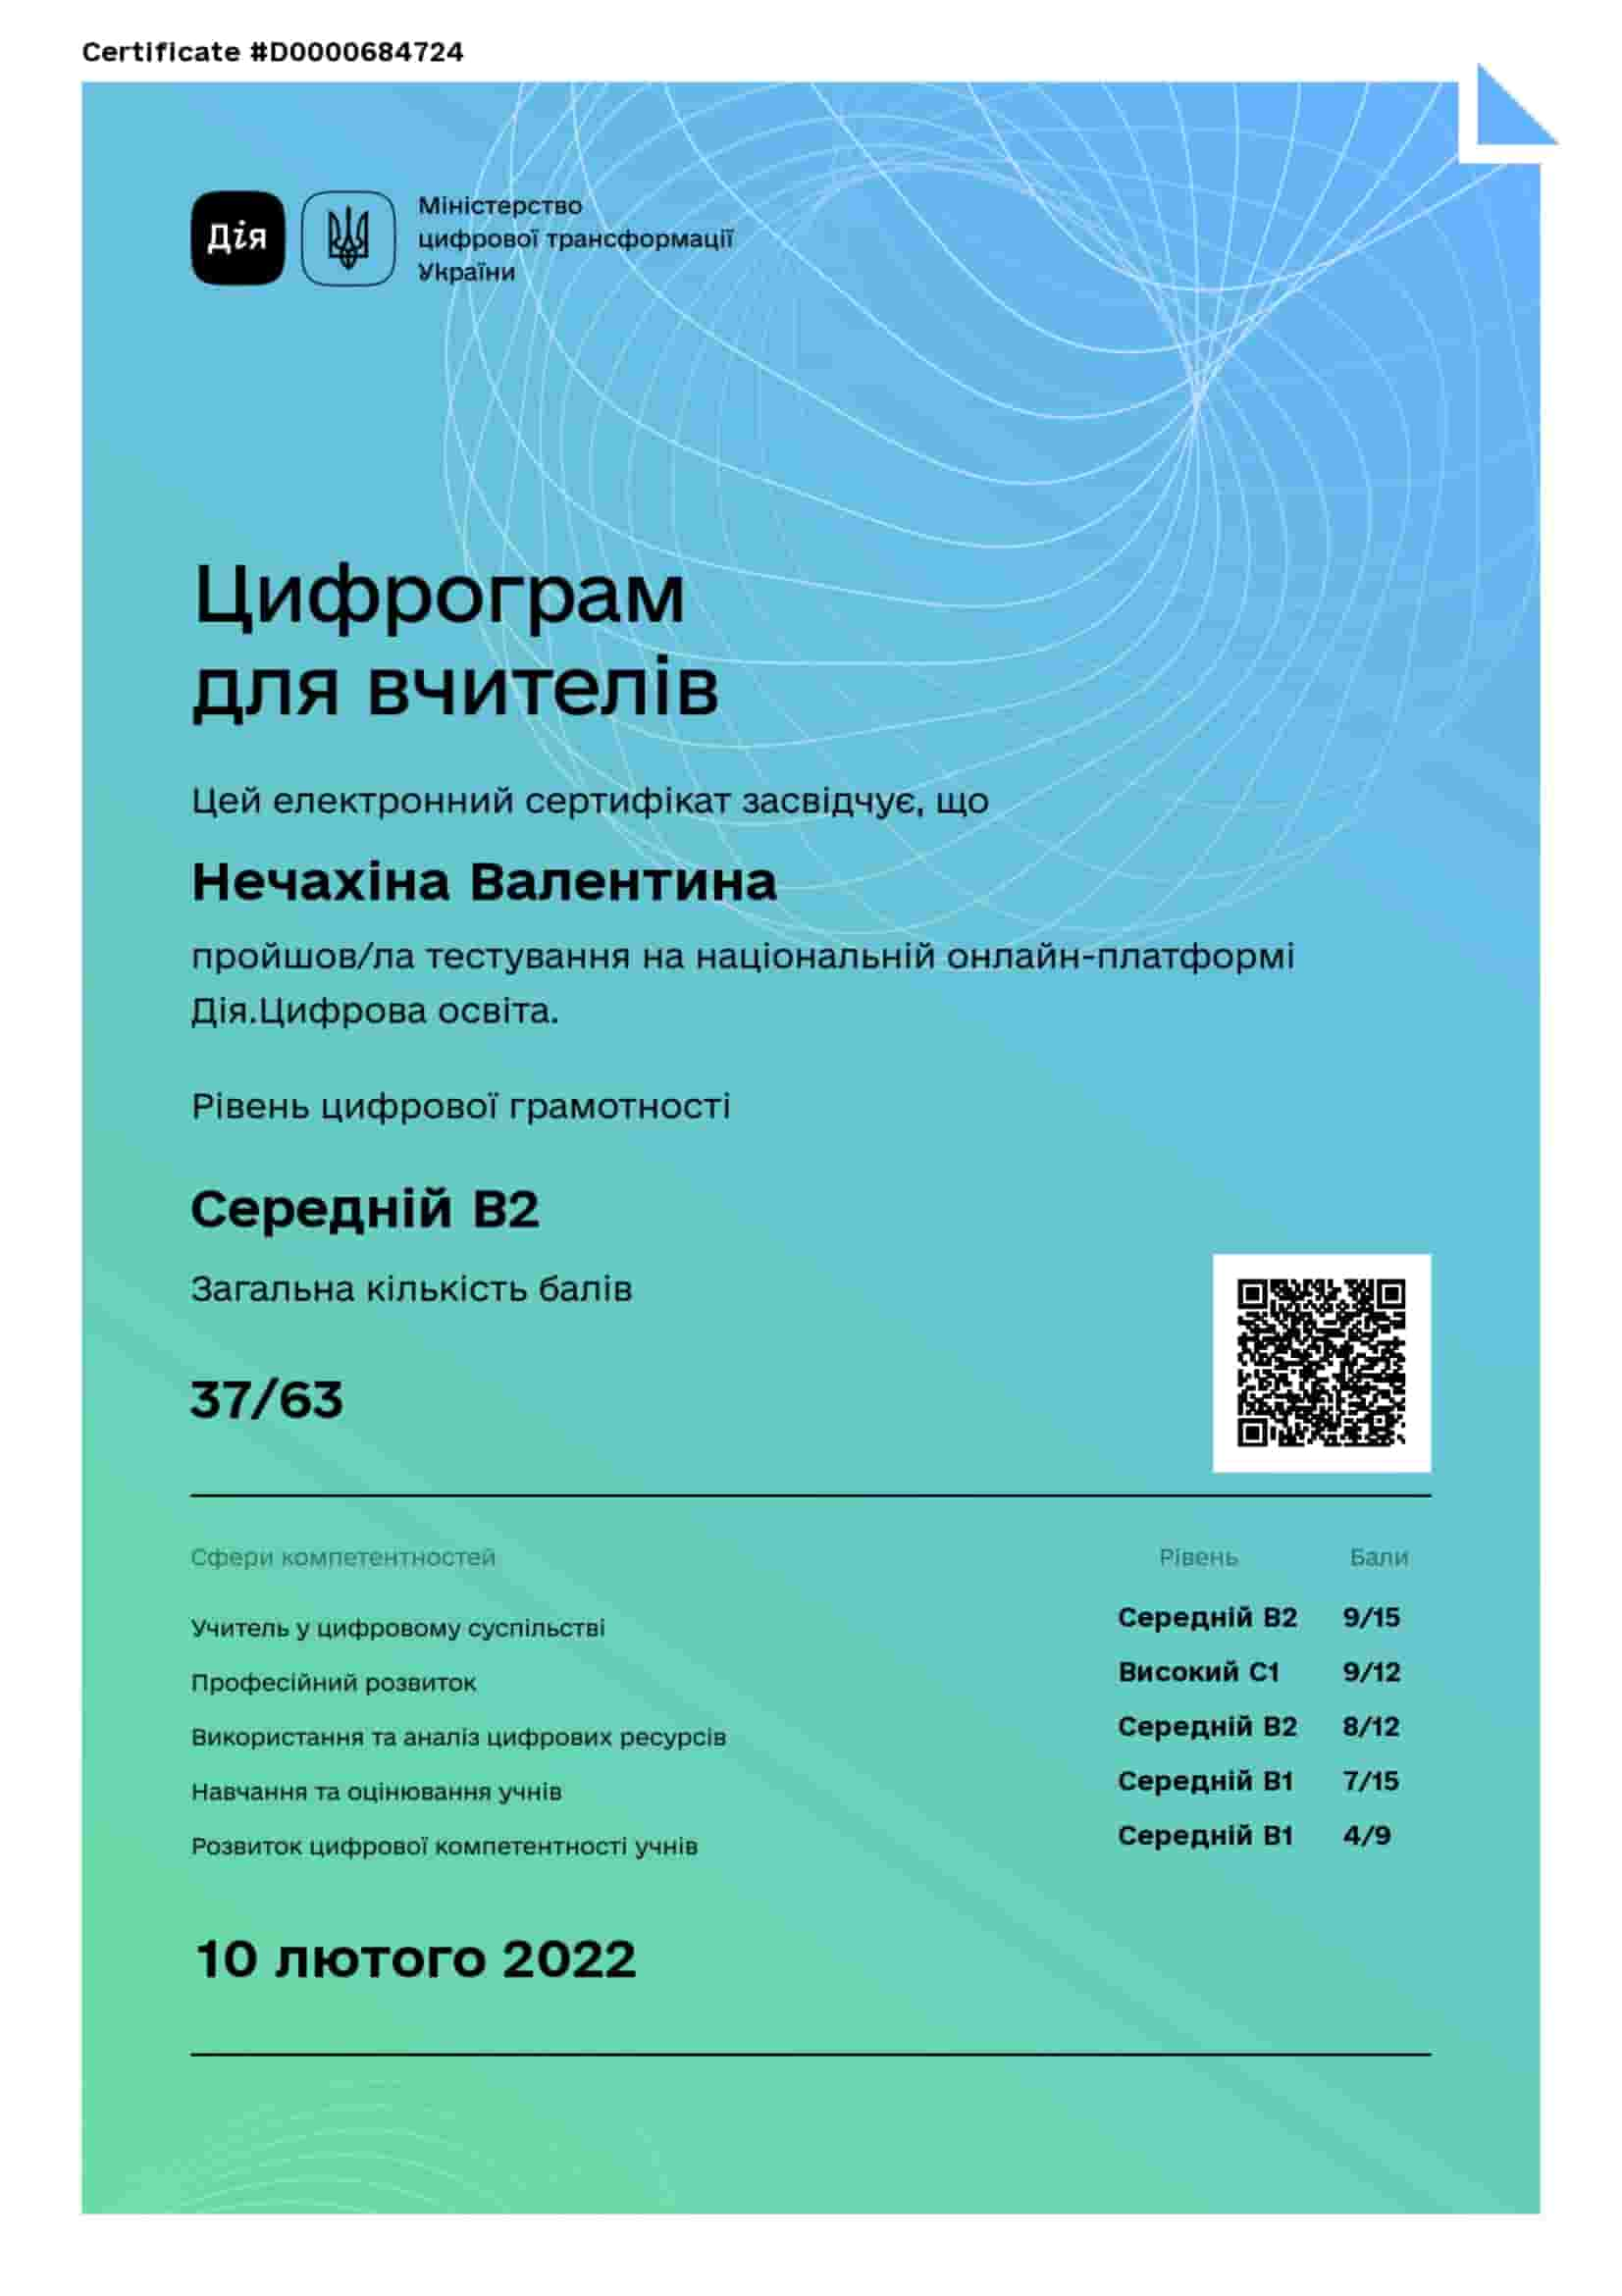 Certificate #D0000684724
Дія
Міністерство
цифрової трансформації
України
Цифрограм
для вчителів
Цей електронний сертифікат засвідчує, що
Нечахіна Валентина
пройшов/ла тестування на національній онлайн-платформі
Дія.Цифрова освіта.
Рівень цифрової грамотності
Середній B2
Загальна кількість балів
37/63
Сфери компетентностей Рівень Бали
Учитель у цифровому суспільстві Середній B2 9/15
Професійний розвиток Високий C1 9/12
Використання та аналіз цифрових ресурсів Середній B2 8/12
Навчання та оцінювання учнів Середній B1 7/15
Розвиток цифрової компетентності учнів Середній B1 4/9
10 лютого 2022